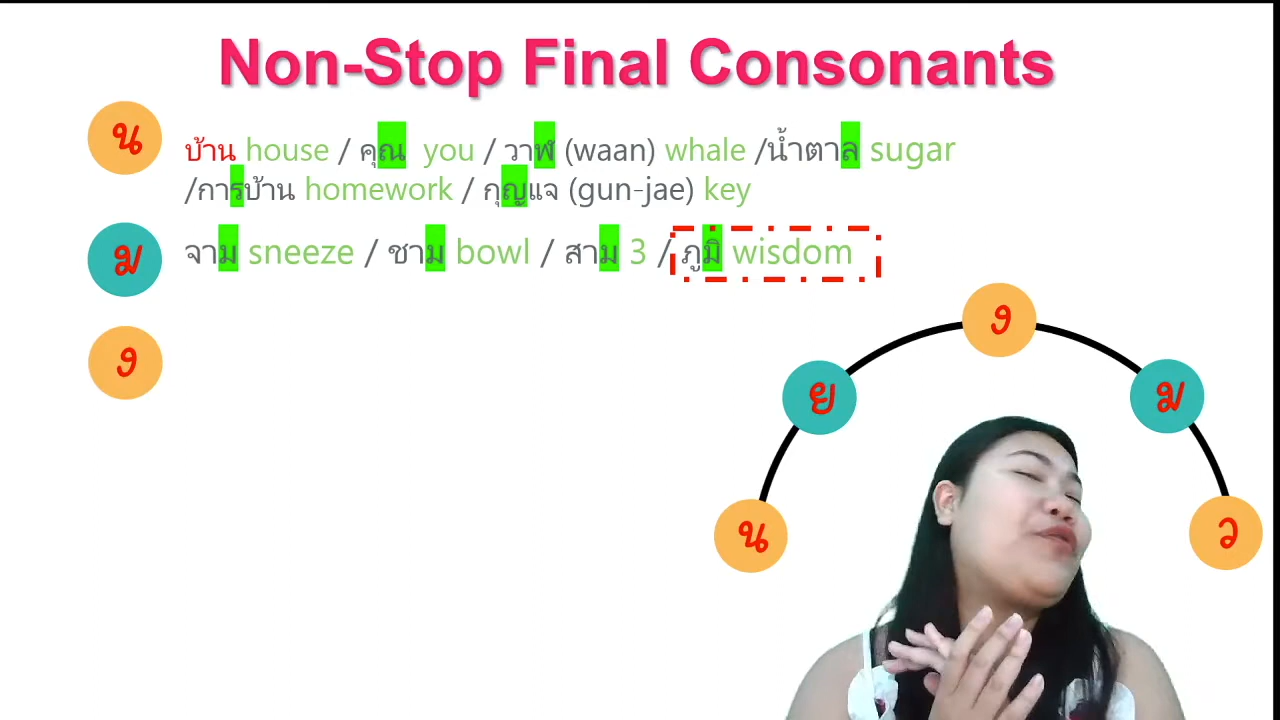 Non-Stop Final Consonants
น
บ้าน house / คุณ you / วาฬ (waan) whale /น้ำตาล sugar
/การบ้าน homework / กุญแจ (gun-jae) key
ม
จาม sneeze / ชาม bowl / สาม 3 / ภูมิ wisdom
ง
ง
ย
ม
น
ว